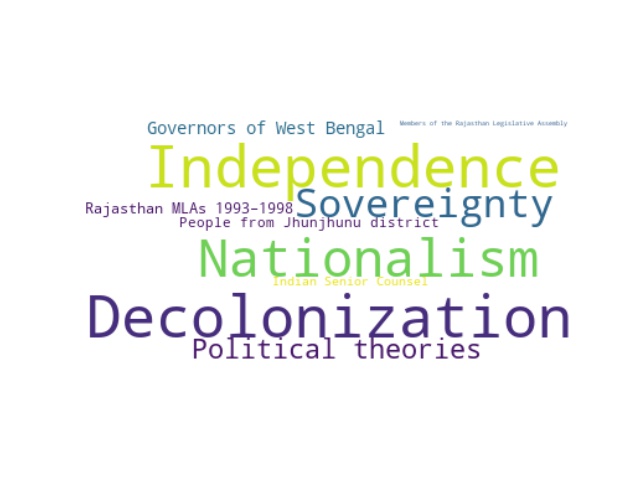 Governors of West Bengal
Members of the Rajasthan Legislative Assembly
Independence
Sovereignty
Rajasthan MLAs 1993–1998
People from Jhunjhunu district
Nationalism
Indian Senior Counsel
Decolonization
Political theories